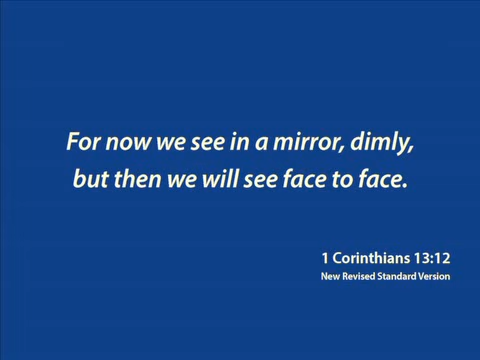 For now we see in a mirror, dimly,
but then we will see face to face.
1 Corinthians 13:12
New Revised Standard Version